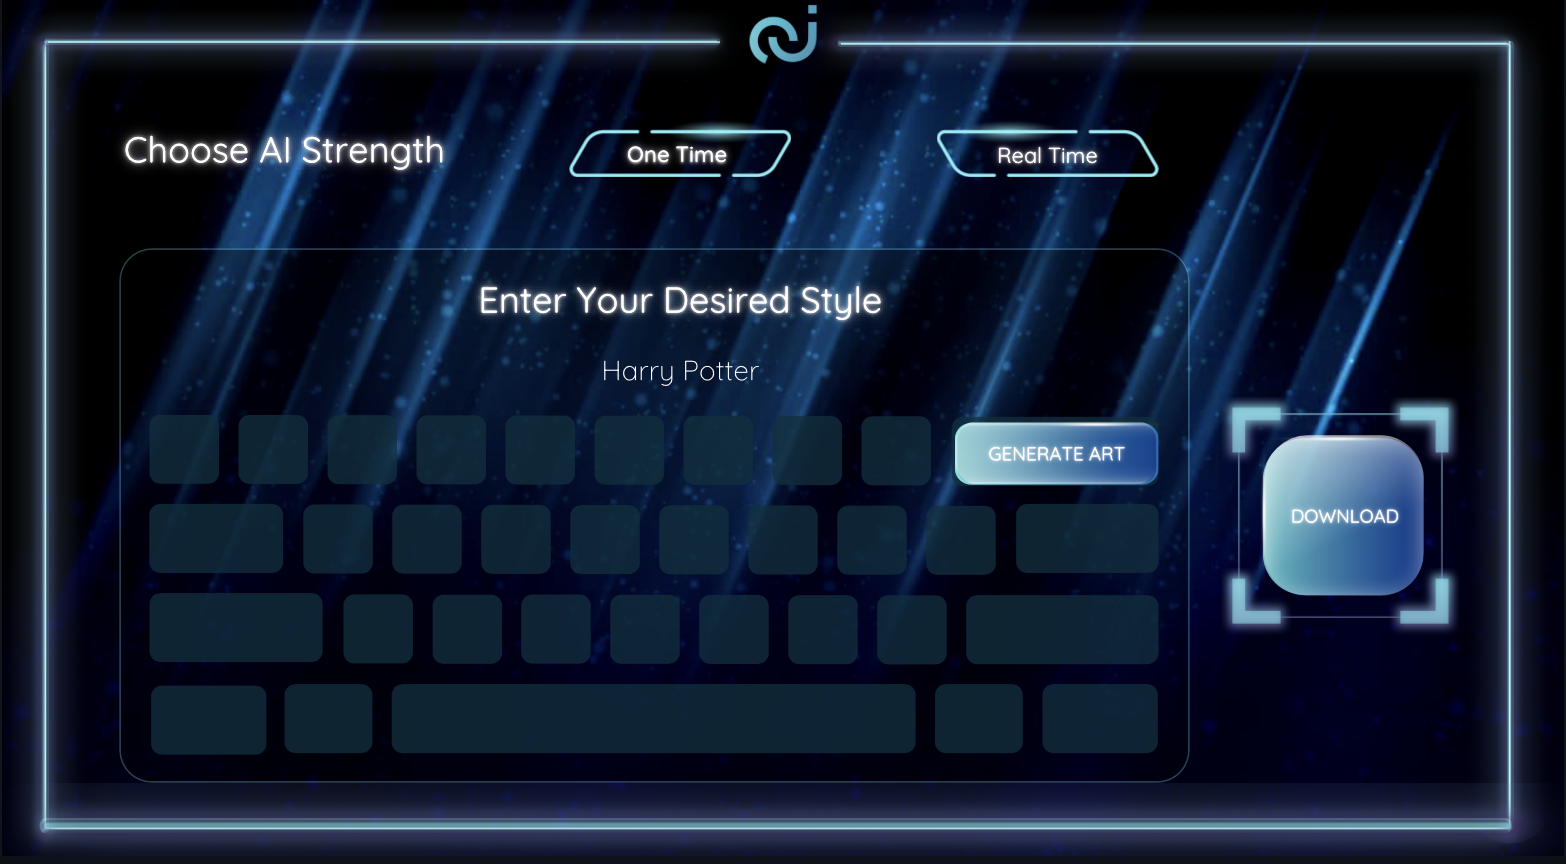 Choose AI Strength
One Time
Real Time
Enter Your Desired Style
Harry Potter
GENERATE ART
DOWNLOAD